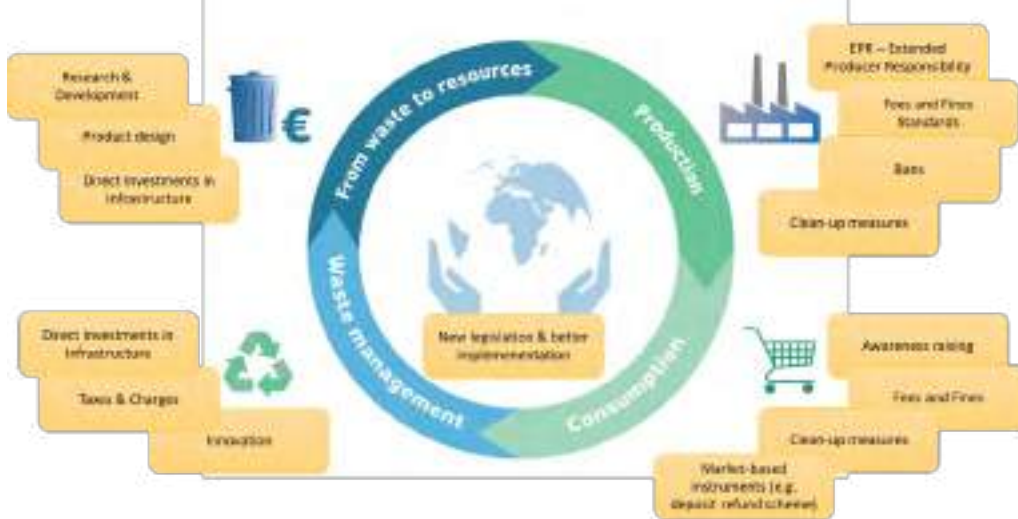 Research &
Development
Product design
Direct Investments in
Infrastructure
€
From waste to resources
Production
EPR – Extended
Producer Responsibility
Fees and Fines
Standards
Bans
Clean-up measures
Direct Investments in
Infrastructure
Taxes & Charges
Innovation
Waste management
New legislation & better
implementation
Consumption
Awareness raising
Fees and Fines
Clean-up measures
Market-based
instruments (e.g.
deposit refund scheme)